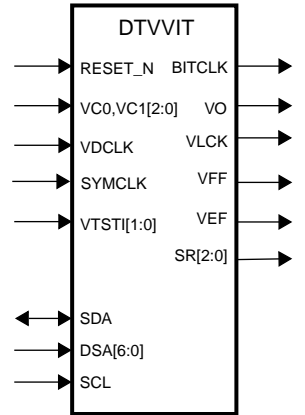 DTVVIT
RESET_N BITCLK
VC0,VC1[2:0] VO
VDCLK VLCK
SYMCLK VFF
VTSTI[1:0] VEF
SR[2:0]
SDA
DSA[6:0]
SCL